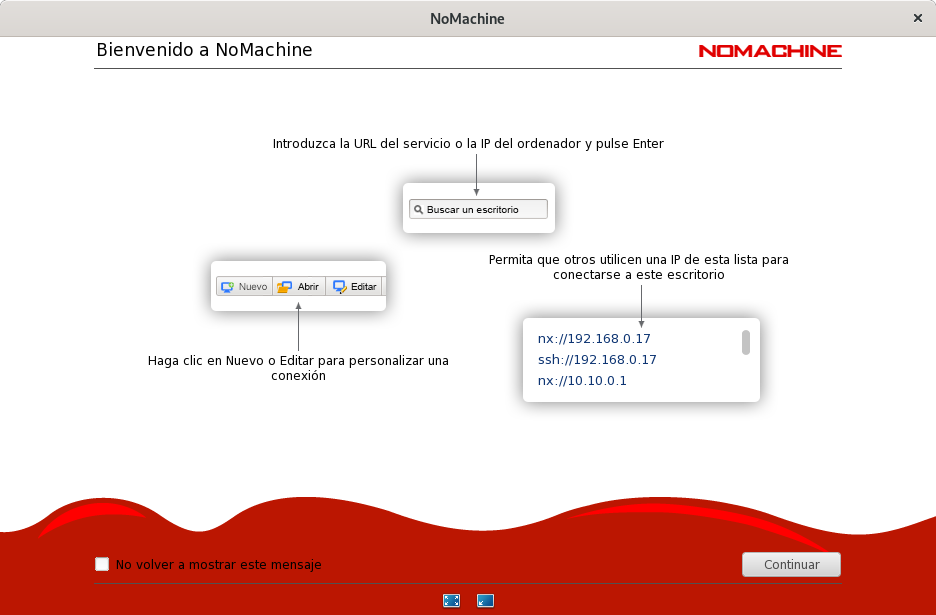 NoMachine
Bienvenido a NoMachine
NOMACHINE
Introduzca la URL del servicio o la IP del ordenador y pulse Enter
Buscar un escritorio
Permita que otros utilicen una IP de esta lista para
conectarse a este escritorio
Nuevo Abrir Editar
nx://192.168.0.17
ssh://192.168.0.17
nx://10.10.0.1
Haga clic en Nuevo o Editar para personalizar una
conexión
No volver a mostrar este mensaje
Continuar